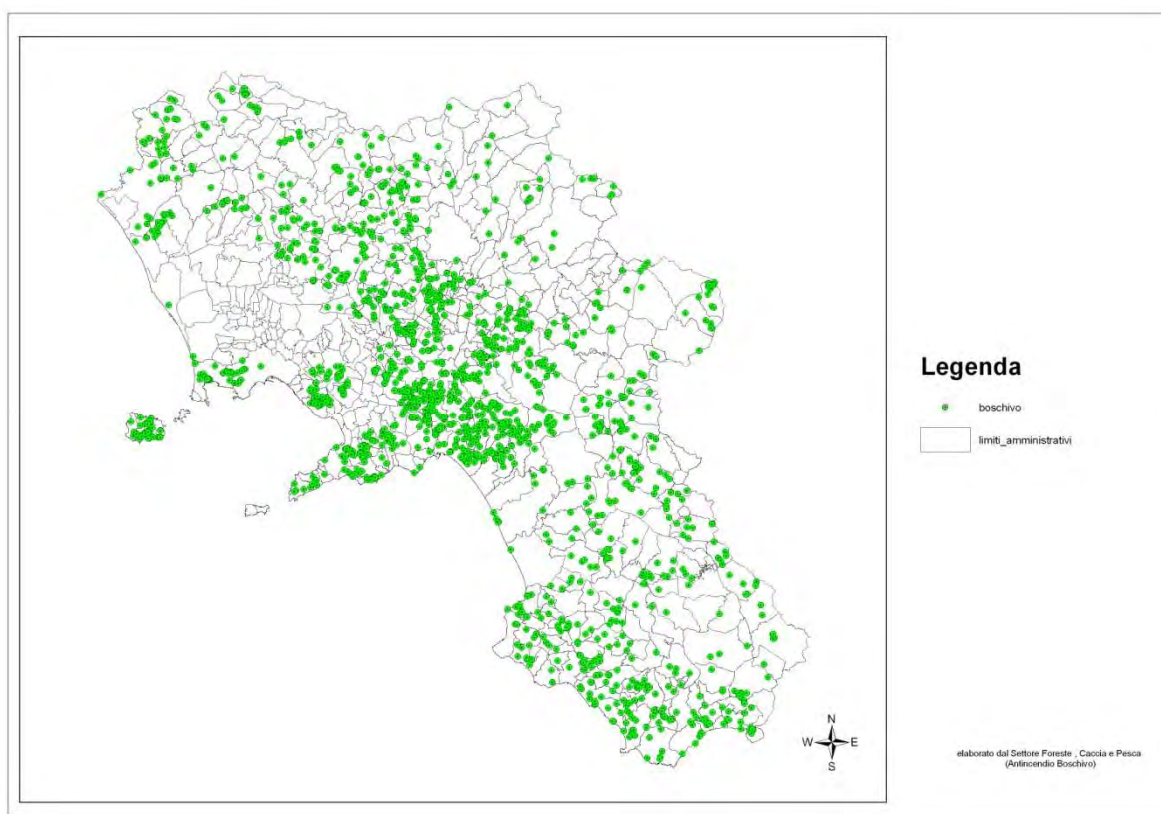 Legenda
boschivo
limiti_amministrativi
N
W E
S
elaborato dal Settore Foreste , Caccia e Pesca
(Antincendio Boschivo)